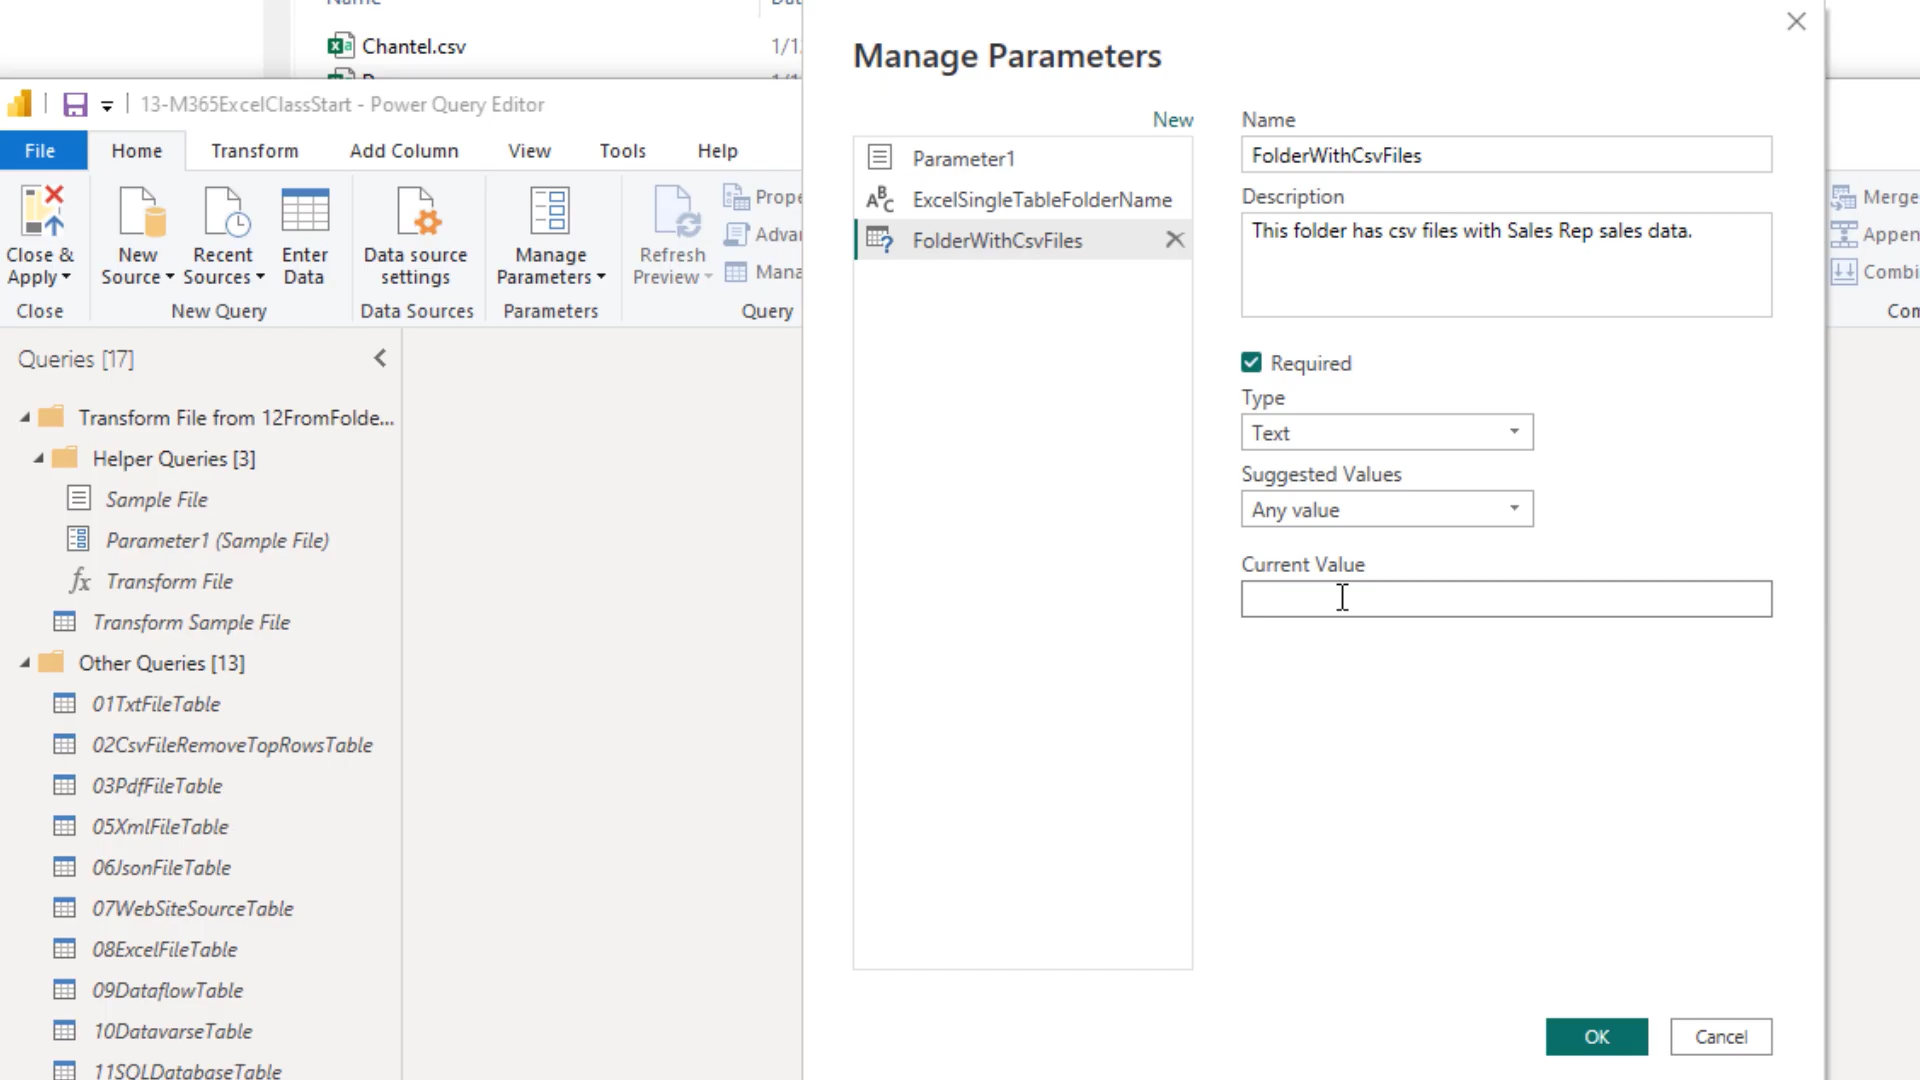 Name
Chantel.csv
1/1
13-M365ExcelClassStart - Power Query Editor
File
Home
Transform
Add Column
View
Tools
Help
Close &
Apply
New
Source
Recent
Sources
Enter
Data
Data source
settings
Manage
Parameters
Refresh
Preview
Prope
Advan
Mana
Close
New Query
Data Sources
Parameters
Query
Queries [17]
Transform File from 12FromFolde...
Helper Queries [3]
Sample File
Parameter1 (Sample File)
fx Transform File
Transform Sample File
Other Queries [13]
01TxtFileTable
02CsvFileRemoveTopRowsTable
03PdfFileTable
05XmlFileTable
06JsonFileTable
07WebSiteSourceTable
08ExcelFileTable
09DataflowTable
10DatavarseTable
11SQLDatabaseTable
Manage Parameters
New
Parameter1
ABC ExcelSingleTableFolderName
FolderWithCsvFiles
Name
FolderWithCsvFiles
Description
This folder has csv files with Sales Rep sales data.
Required
Type
Text
Suggested Values
Any value
Current Value
OK
Cancel
Merge
Appen
Combi
Con